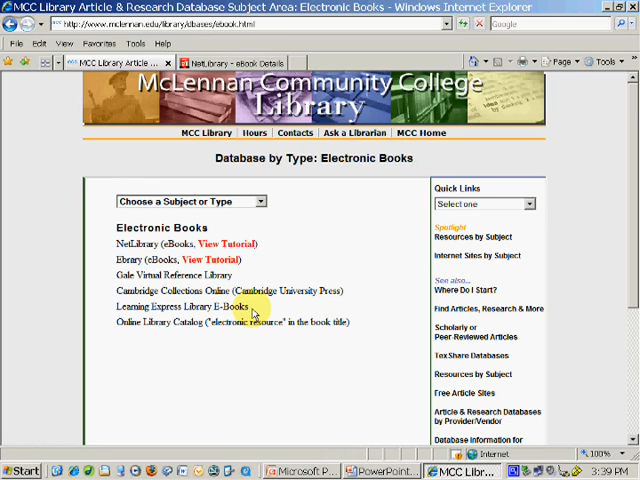 MCC Library Article & Research Database Subject Area: Electronic Books - Windows Internet Explorer
http://www.mclennan.edu/library/dbases/ebook.html
Google
File Edit View Favorites Tools Help
MCC Library Article ... NetLibrary - eBook Details
Page Tools
McLennan Community College
Library
MCC Library Hours Contacts Ask a Librarian MCC Home
Database by Type: Electronic Books
Choose a Subject or Type
Electronic Books
NetLibrary (eBooks, View Tutorial)
Ebrary (eBooks, View Tutorial)
Gale Virtual Reference Library
Cambridge Collections Online (Cambridge University Press)
Learning Express Library E-Books
Online Library Catalog ("electronic resource" in the book title)
Quick Links
Select one
Spotlight
Resources by Subject
Internet Sites by Subject
See also...
Where Do I Start?
Find Articles, Research & More
Scholarly or
Peer-Reviewed Articles
TexShare Databases
Resources by Subject
Free Article Sites
Article & Research Databases
by Provider/Vendor
Database Information for
Internet 100%
Start Microsoft P... PowerPoint... MCC Libr... 3:39 PM